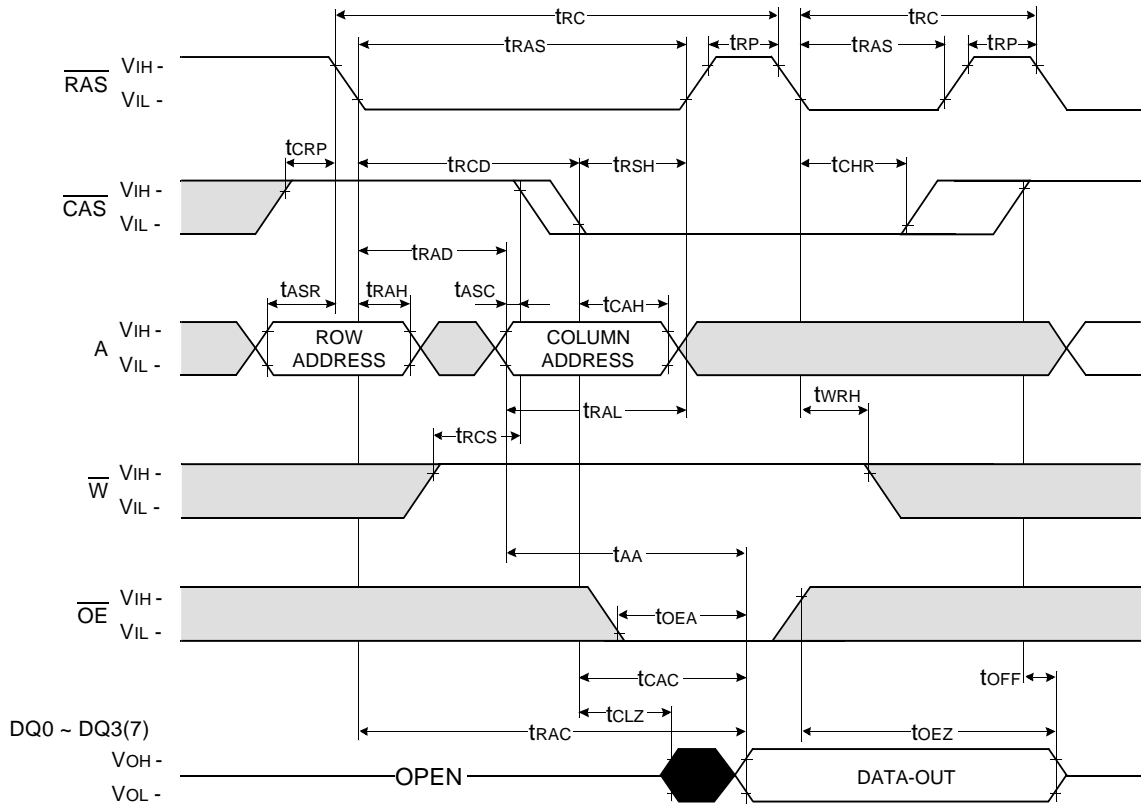 tRC tRC
tRAS tRP tRAS tRP
RAS VIH -
VIL -
tCRP tRCD tRSH tCHR
CAS VIH -
VIL -
tRAD
tASR tRAH tASC tCAH
A VIH -
VIL -
ROW ADDRESS
COLUMN ADDRESS
tRAL tWRH
tRCS
W VIH -
VIL -
tAA
OE VIH -
VIL -
tOEA
tCAC tOFF
tCLZ
DQ0 ~ DQ3(7) tRAC tOEZ
VOH -
VOL -
OPEN DATA-OUT